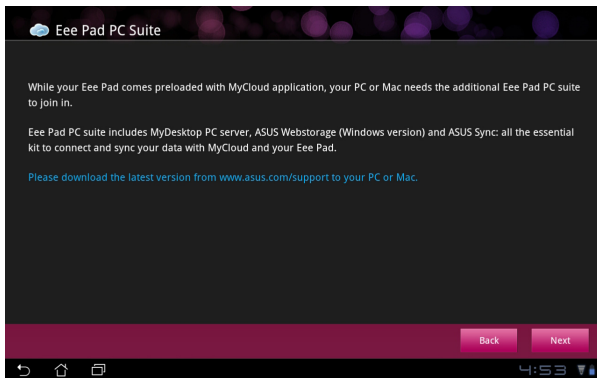 Eee Pad PC Suite
While your Eee Pad comes preloaded with MyCloud application, your PC or Mac needs the additional Eee Pad PC suite
to join in.
Eee Pad PC suite includes MyDesktop PC server, ASUS Webstorage (Windows version) and ASUS Sync: all the essential
kit to connect and sync your data with MyCloud and your Eee Pad.
Please download the latest version from www.asus.com/support to your PC or Mac.
Back Next
4:53